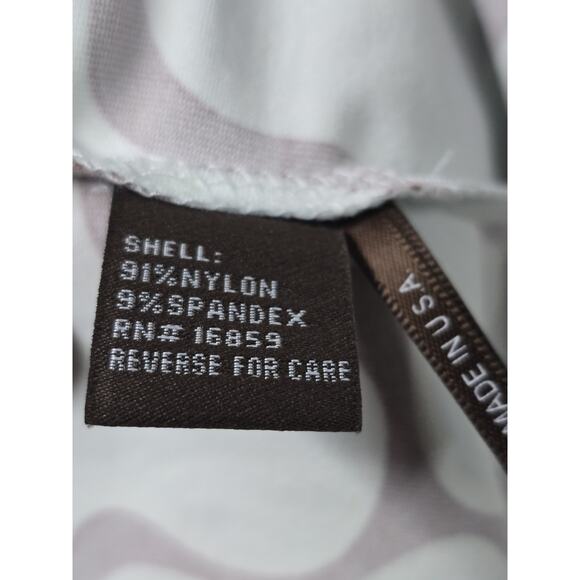 SHELL:
91%NYLON
9%SPANDEX
RN# 16859
REVERSE FOR CARE
MADE IN USA